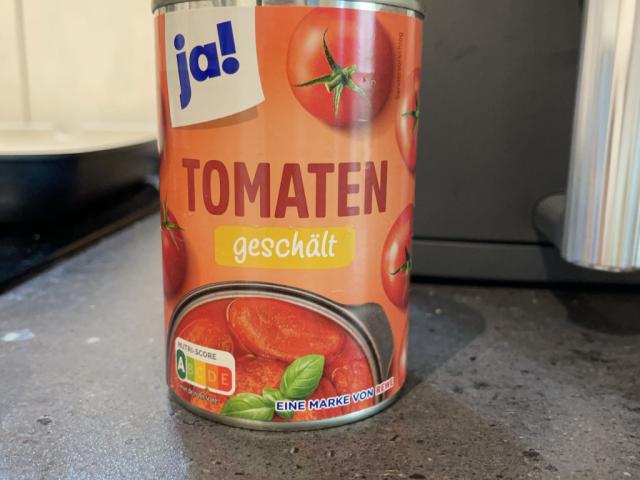 ja!
TOMATEN
geschält
NUTRI-SCORE
A B C D E
EINE MARKE VON REWE